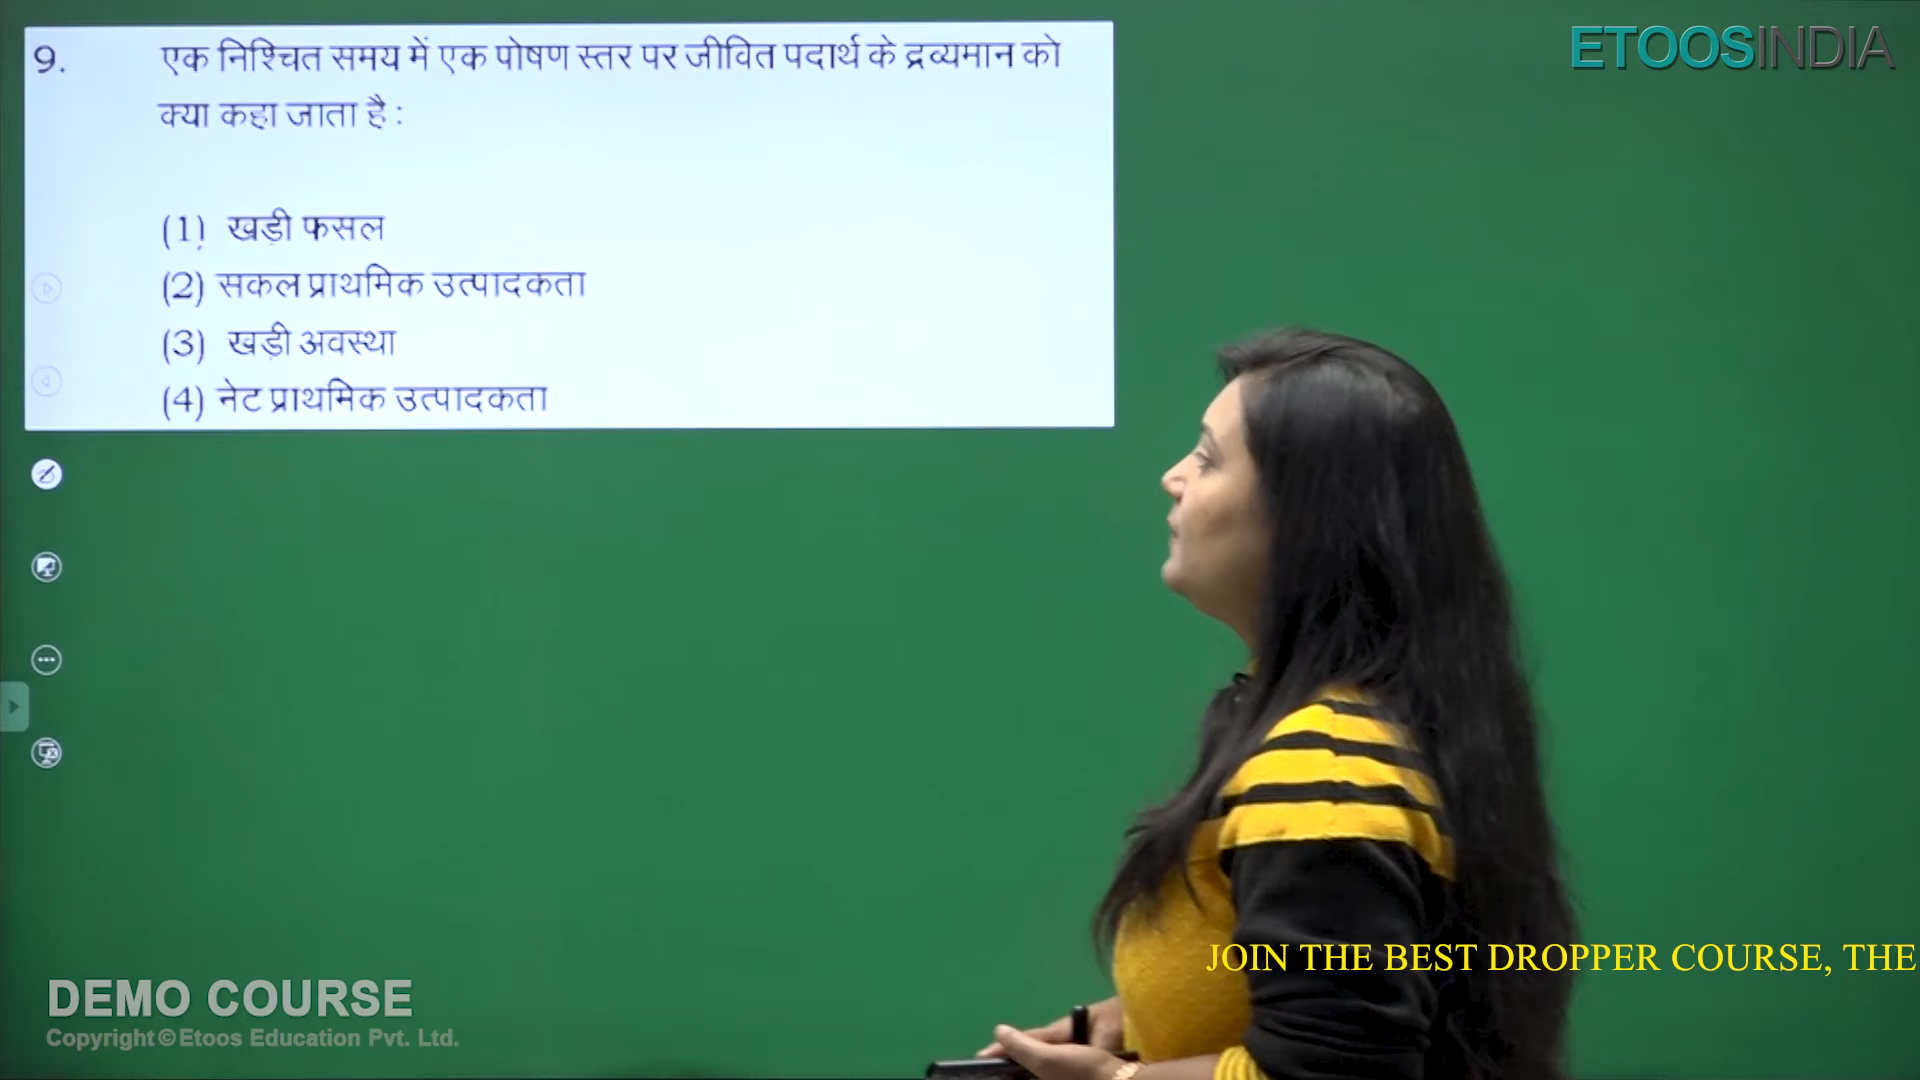 ETOOSINDIA
9. एक निश्चित समय में एक पोषण स्तर पर जीवित पदार्थ के द्रव्यमान को
क्या कहा जाता है :
(1) खड़ी फसल
(2) सकल प्राथमिक उत्पादकता
(3) खड़ी अवस्था
(4) नेट प्राथमिक उत्पादकता
JOIN THE BEST DROPPER COURSE, THE
DEMO COURSE
Copyright © Etoos Education Pvt. Ltd.